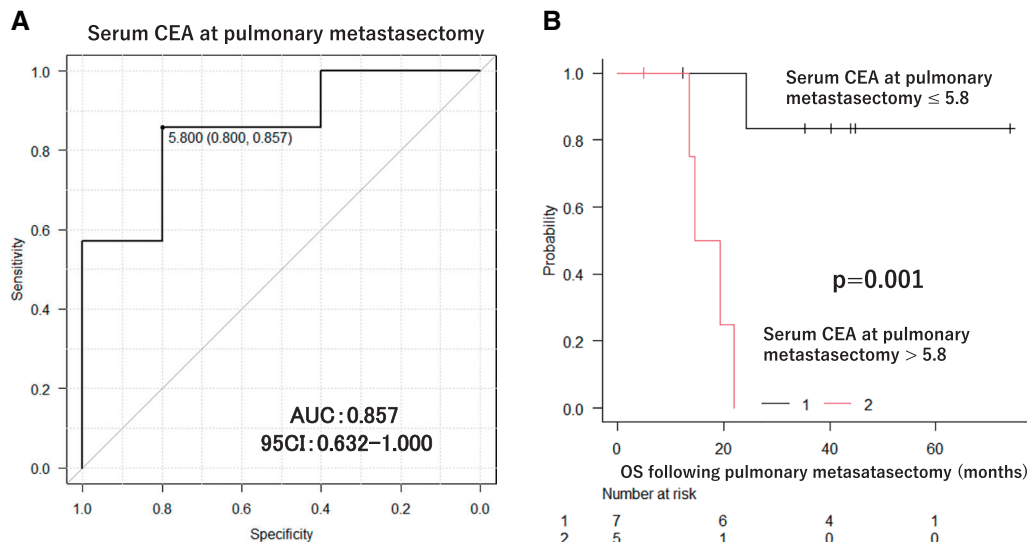 A
Serum CEA at pulmonary metastasectomy
1.0
0.8
0.6
0.4
0.2
0.0
Sensitivity
5.800 (0.800, 0.857)
AUC:0.857
95CI:0.632-1.000
1.0
0.8
0.6
0.4
0.2
0.0
Specificity
B
1.0
0.8
0.6
0.4
0.2
0.0
Probability
Serum CEA at pulmonary
metastasectomy ≤ 5.8
p=0.001
Serum CEA at pulmonary
metastasectomy > 5.8
1 2
0 20 40 60
OS following pulmonary metasatasectomy (months)
Number at risk
1 7 6 4 1
2 5 1 0 0